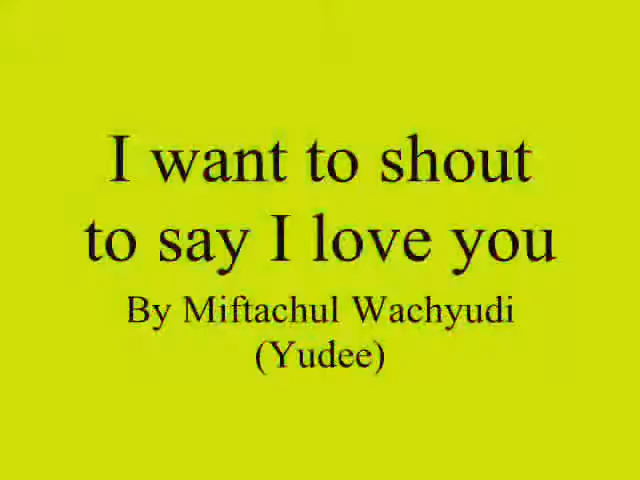 I want to shout
to say I love you
By Miftachul Wachyudi
(Yudee)